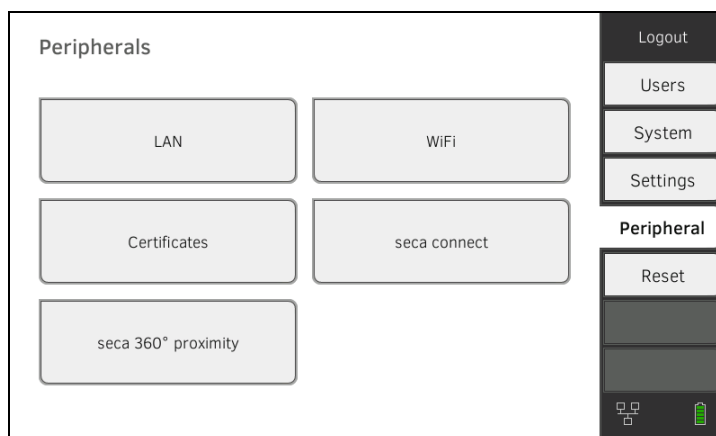 Peripherals
LAN
WiFi
Certificates
seca connect
seca 360° proximity
Logout
Users
System
Settings
Peripheral
Reset